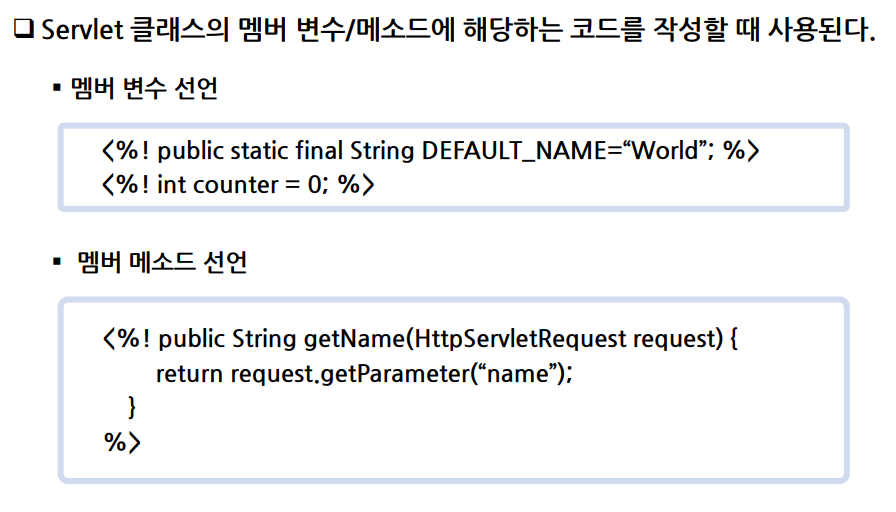 ❑ Servlet 클래스의 멤버 변수/메소드에 해당하는 코드를 작성할 때 사용된다.
▪ 멤버 변수 선언
<%! public static final String DEFAULT_NAME=“World”; %>
<%! int counter = 0; %>
▪ 멤버 메소드 선언
<%! public String getName(HttpServletRequest request) {
return request.getParameter(“name”);
}
%>